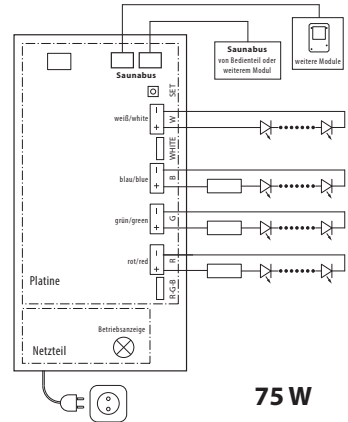 Saunabus
Saunabus
von Bedienteil oder
weiterem Modul
weitere Module
SET
weiß/white
W
WHITE
blau/blue
B
grün/green
G
rot/red
R
R-G-B
Platine
Betriebsanzeige
Netzteil
75 W